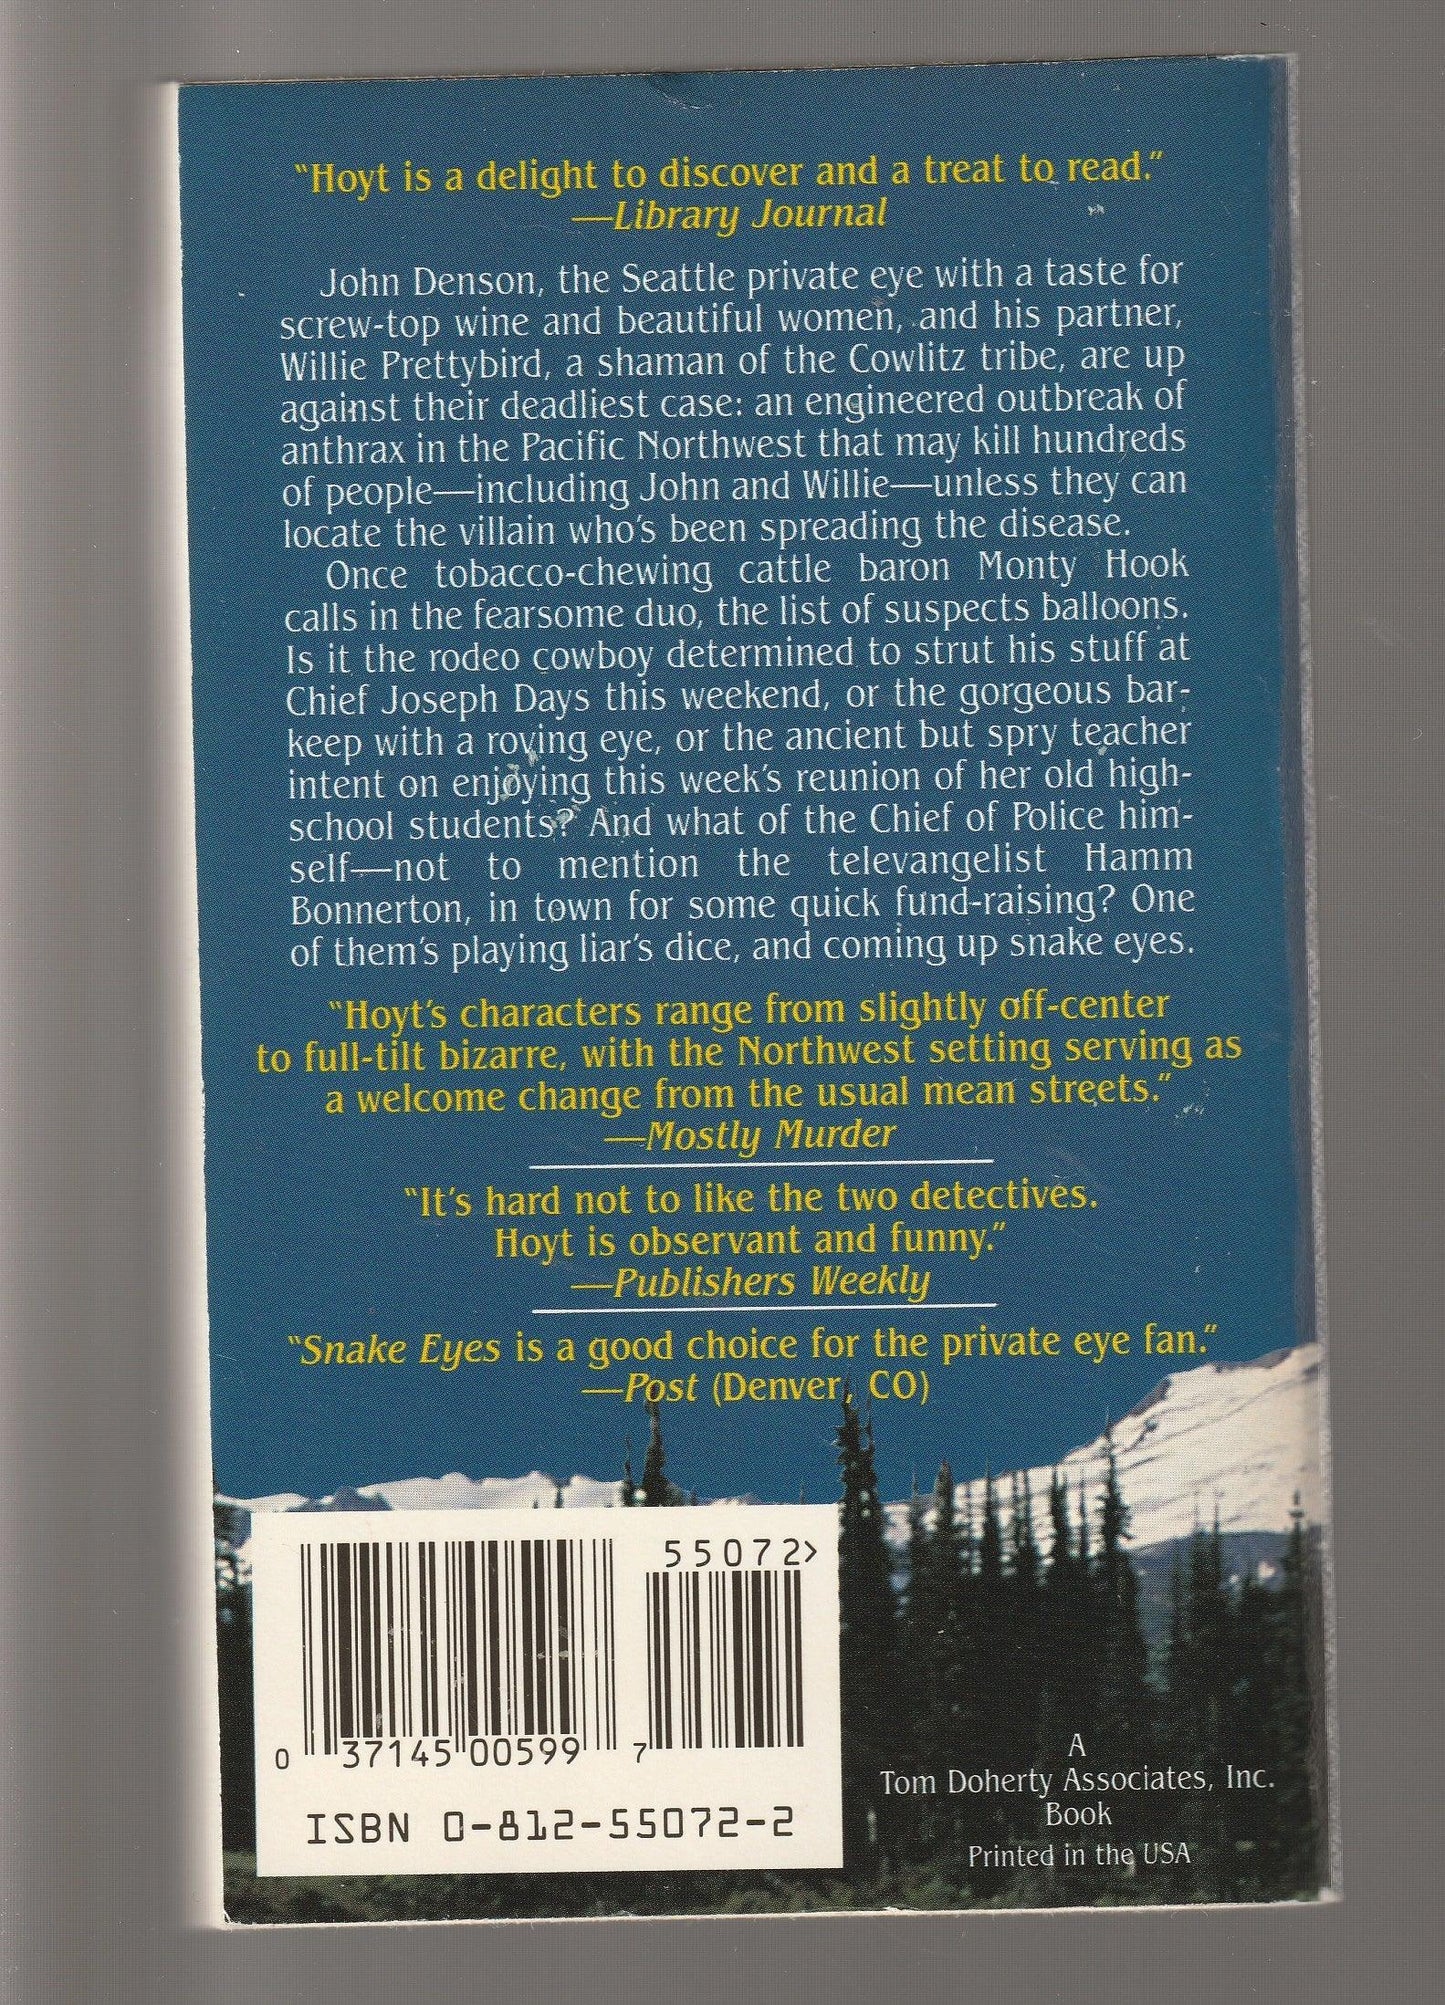 "Hoyt is a delight to discover and a treat to read."
—Library Journal
John Denson, the Seattle private eye with a taste for
screw-top wine and beautiful women, and his partner,
Willie Prettybird, a shaman of the Cowlitz tribe, are up
against their deadliest case: an engineered outbreak of
anthrax in the Pacific Northwest that may kill hundreds
of people—including John and Willie—unless they can
locate the villain who's been spreading the disease.
Once tobacco-chewing cattle baron Monty Hook
calls in the fearsome duo, the list of suspects balloons.
Is it the rodeo cowboy determined to strut his stuff at
Chief Joseph Days this weekend, or the gorgeous bar-
keep with a roving eye, or the ancient but spry teacher
intent on enjoying this week's reunion of her old high-
school students? And what of the Chief of Police him-
self—not to mention the televangelist Hamm
Bonnerton, in town for some quick fund-raising? One
of them's playing liar's dice, and coming up snake eyes.
"Hoyt's characters range from slightly off-center
to full-tilt bizarre, with the Northwest setting serving as
a welcome change from the usual mean streets."
—Mostly Murder
"It's hard not to like the two detectives.
Hoyt is observant and funny."
—Publishers Weekly
"Snake Eyes is a good choice for the private eye fan."
—Post (Denver, CO)
55072>
0 37145 00599 7
ISBN 0-812-55072-2
A
Tom Doherty Associates, Inc.
Book
Printed in the USA